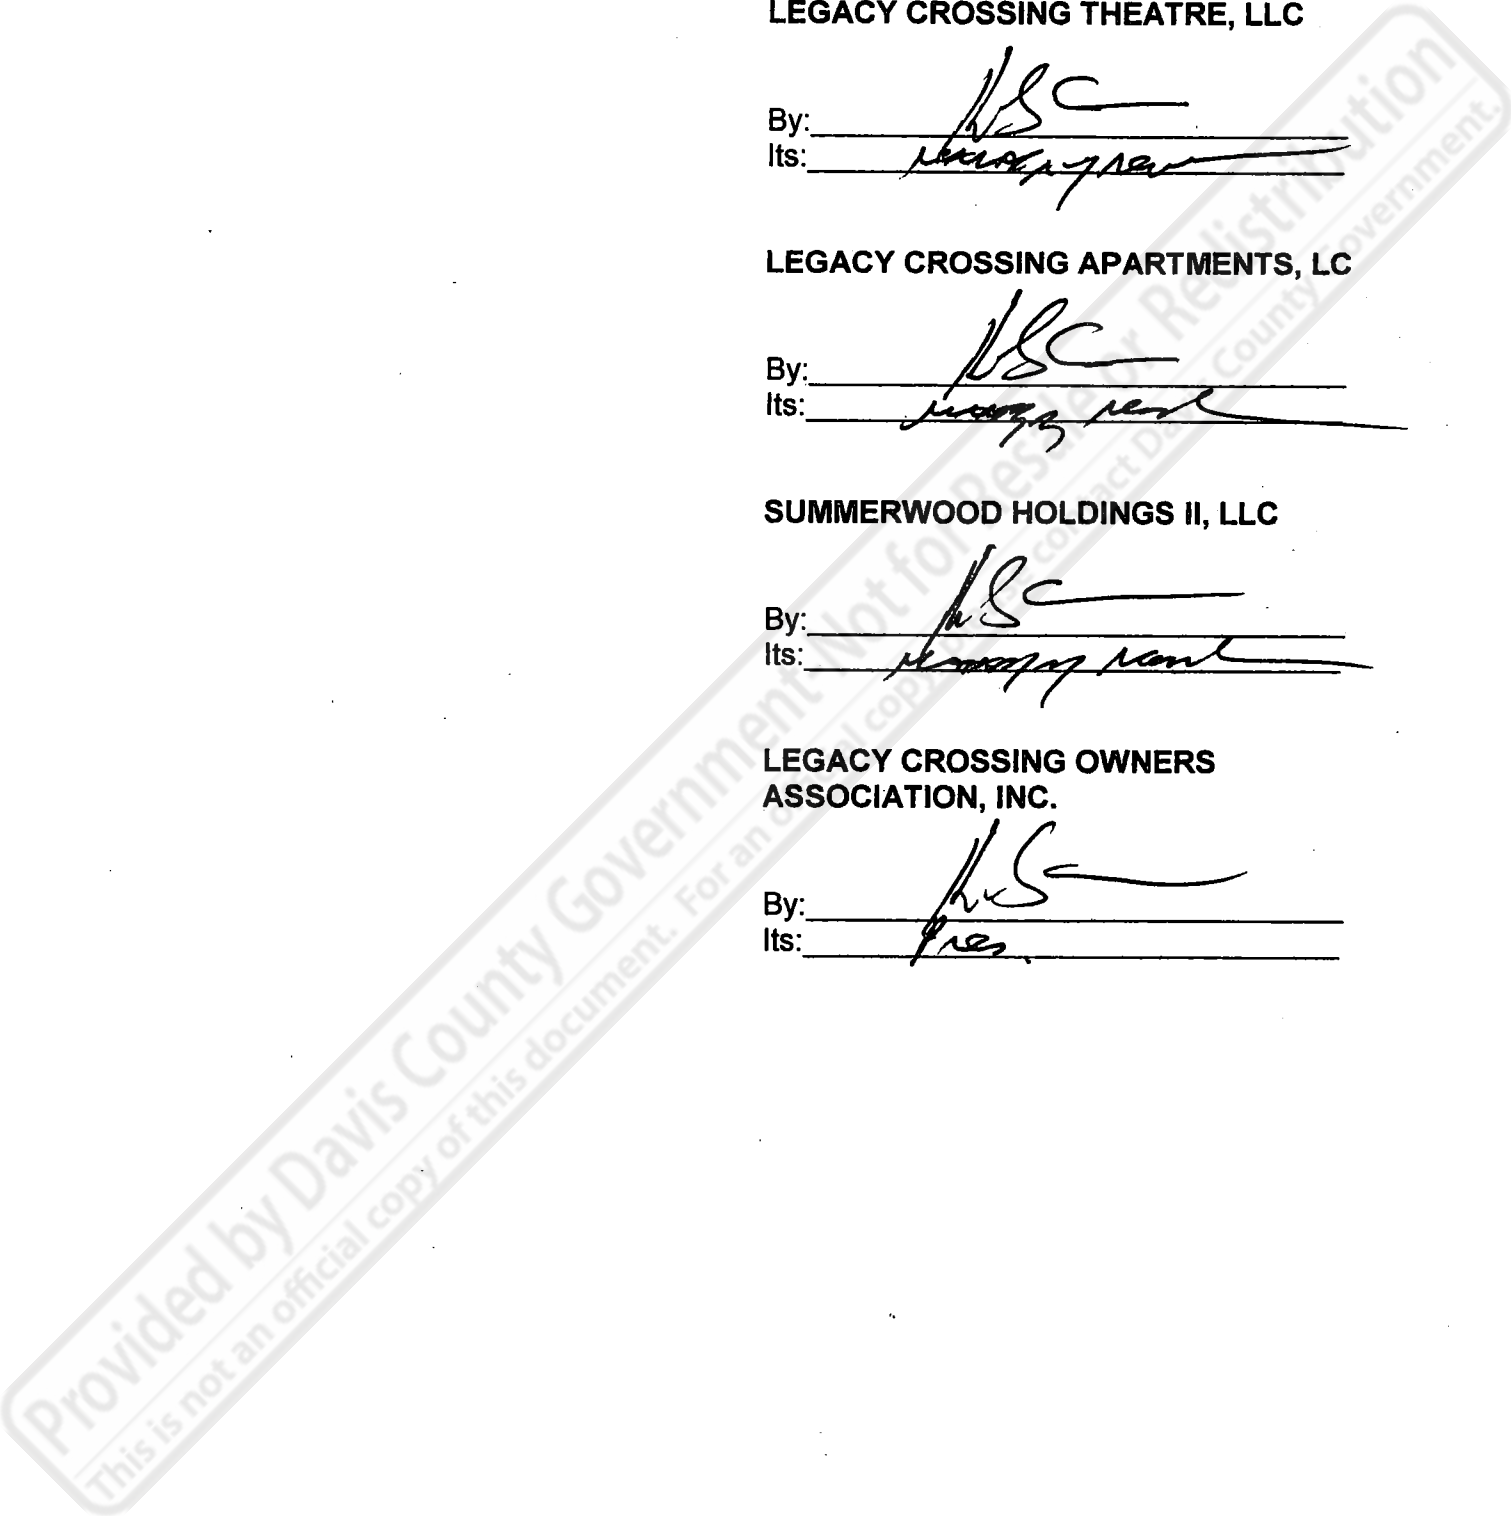 LEGACY CROSSING THEATRE, LLC
By:
Its:
LEGACY CROSSING APARTMENTS, LC
By:
Its:
SUMMERWOOD HOLDINGS II, LLC
By:
Its:
LEGACY CROSSING OWNERS
ASSOCIATION, INC.
By:
Its: Pres.
Provided by Davis County Government-Not for Resale or Redistribution
This is not an official copy of this document. For an official copy, please contact Davis County Government.